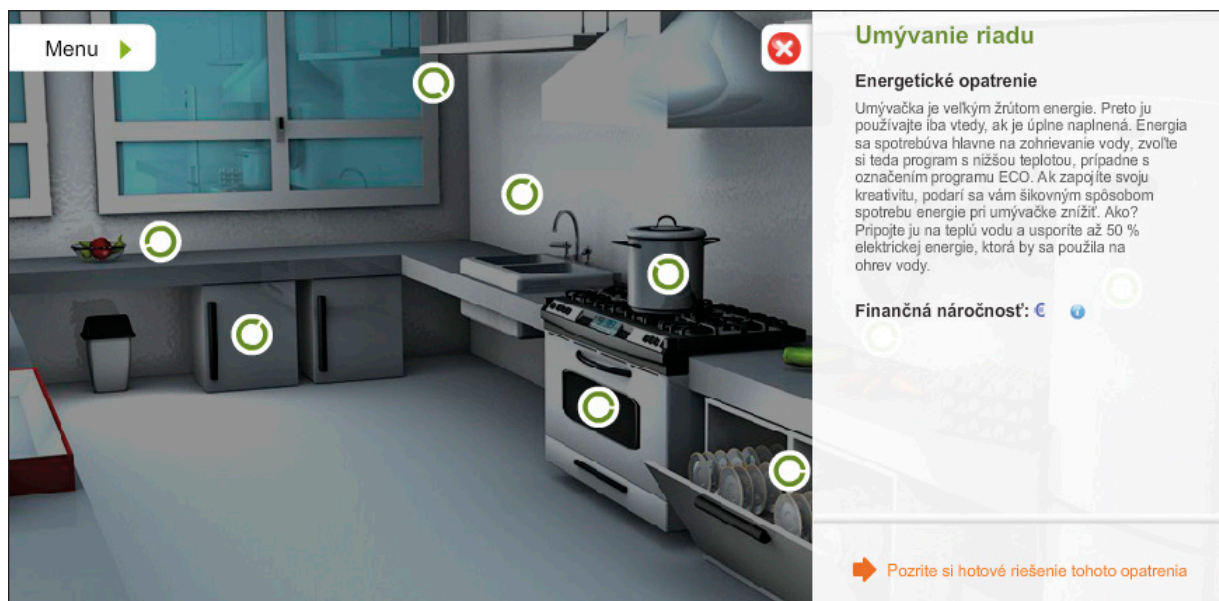 Menu
Umývanie riadu
Energetické opatrenie
Umývačka je veľkým žrútom energie. Preto ju
používajte iba vtedy, ak je úplne naplnená. Energia
sa spotrebúva hlavne na zohrievanie vody, zvoľte
si teda program s nižšou teplotou, prípadne s
označením programu ECO. Ak zapojíte svoju
kreativitu, podarí sa vám šikovným spôsobom
spotrebu energie pri umývačke znížiť. Ako?
Pripojte ju na teplú vodu a usporíte až 50 %
elektrickej energie, ktorá by sa použila na
ohrev vody.
Finančná náročnosť: €
Pozrite si hotové riešenie tohoto opatrenia